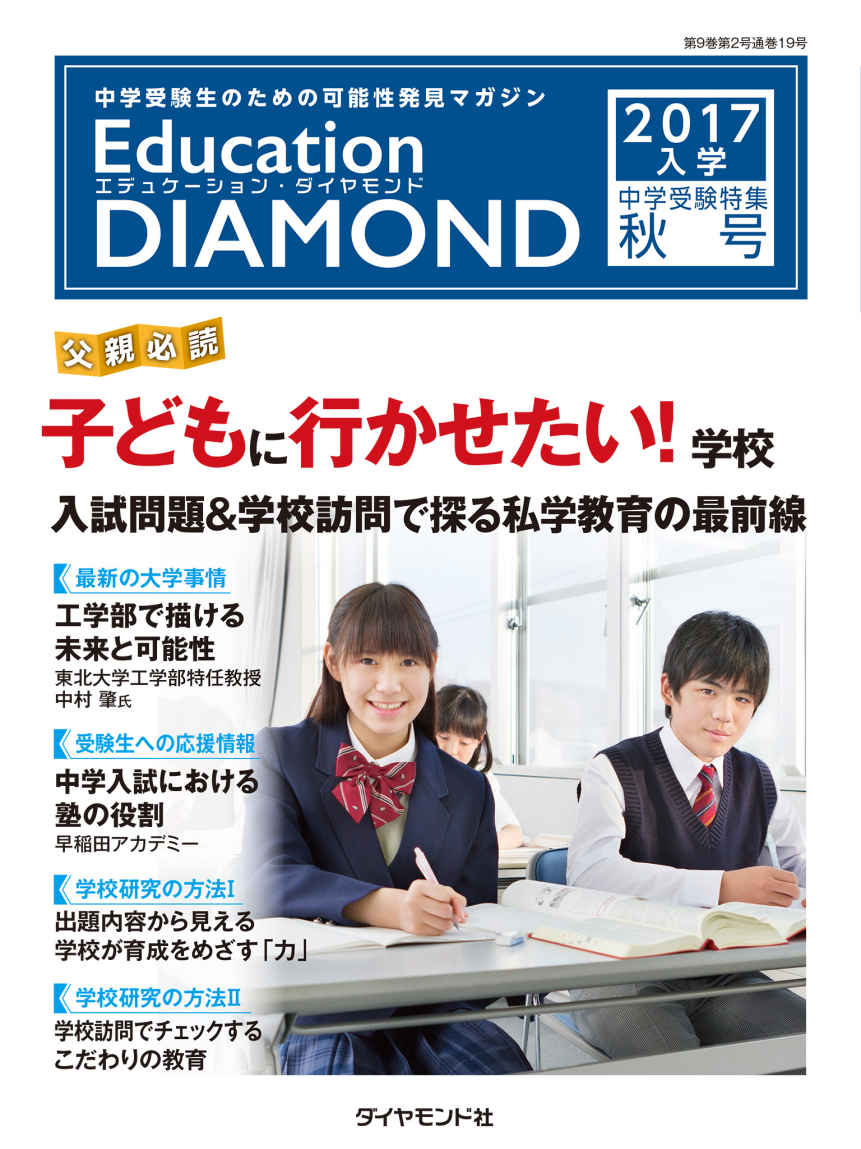 第9巻第2号通巻19号
中学受験生のための可能性発見マガジン
Education
エデュケーション・ダイヤモンド
DIAMOND
2017
入学
中学受験特集
秋号
父親必読
子どもに行かせたい！学校
入試問題&学校訪問で探る私学教育の最前線
最新の大学事情
工学部で描ける
未来と可能性
東北大学工学部特任教授
中村 肇氏
受験生への応援情報
中学入試における
塾の役割
早稲田アカデミー
学校研究の方法Ⅰ
出題内容から見える
学校が育成をめざす「力」
学校研究の方法Ⅱ
学校訪問でチェックする
こだわりの教育
ダイヤモンド社